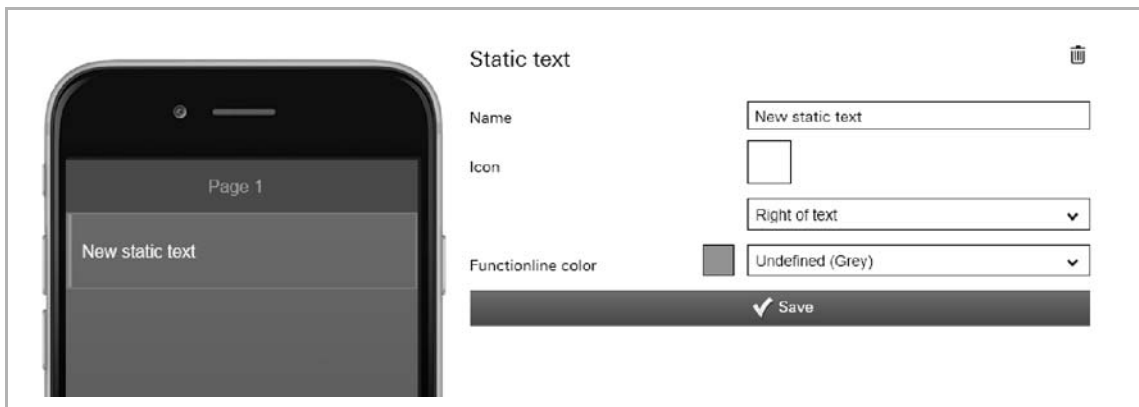 Page 1
New static text
Static text
Name
New static text
Icon
Right of text
Functionline color
Undefined (Grey)
Save